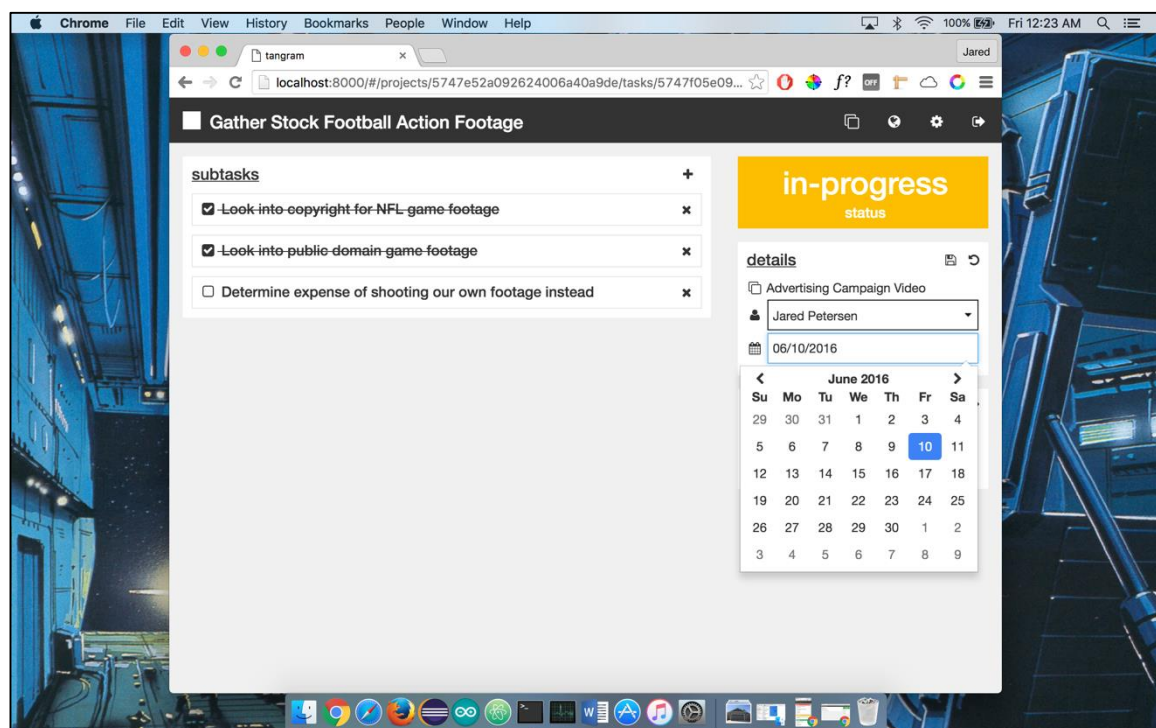 Chrome File Edit View History Bookmarks People Window Help 100% Fri 12:23 AM
tangram
Jared
localhost:8000/#/projects/5747e52a092624006a40a9de/tasks/5747f05e09...
f?
OFF
Gather Stock Football Action Footage
subtasks
Look into copyright for NFL game footage
Look into public domain game footage
Determine expense of shooting our own footage instead
in-progress
status
details
Advertising Campaign Video
Jared Petersen
06/10/2016
June 2016
Su Mo Tu We Th Fr Sa
29 30 31 1 2 3 4
5 6 7 8 9 10 11
12 13 14 15 16 17 18
19 20 21 22 23 24 25
26 27 28 29 30 1 2
3 4 5 6 7 8 9